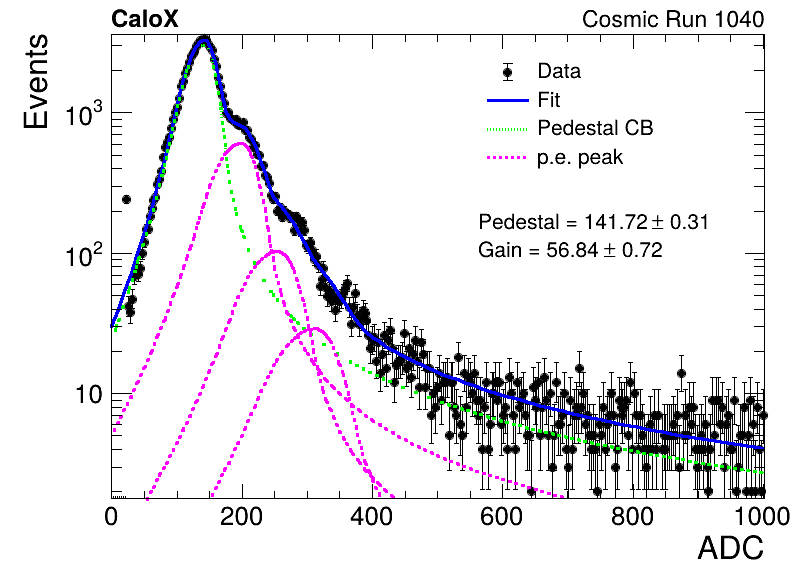 CaloX Cosmic Run 1040
Events
Data
Fit
Pedestal CB
p.e. peak
Pedestal = 141.72 ± 0.31
Gain = 56.84 ± 0.72
10³
10²
10
0 200 400 600 800 1000
ADC